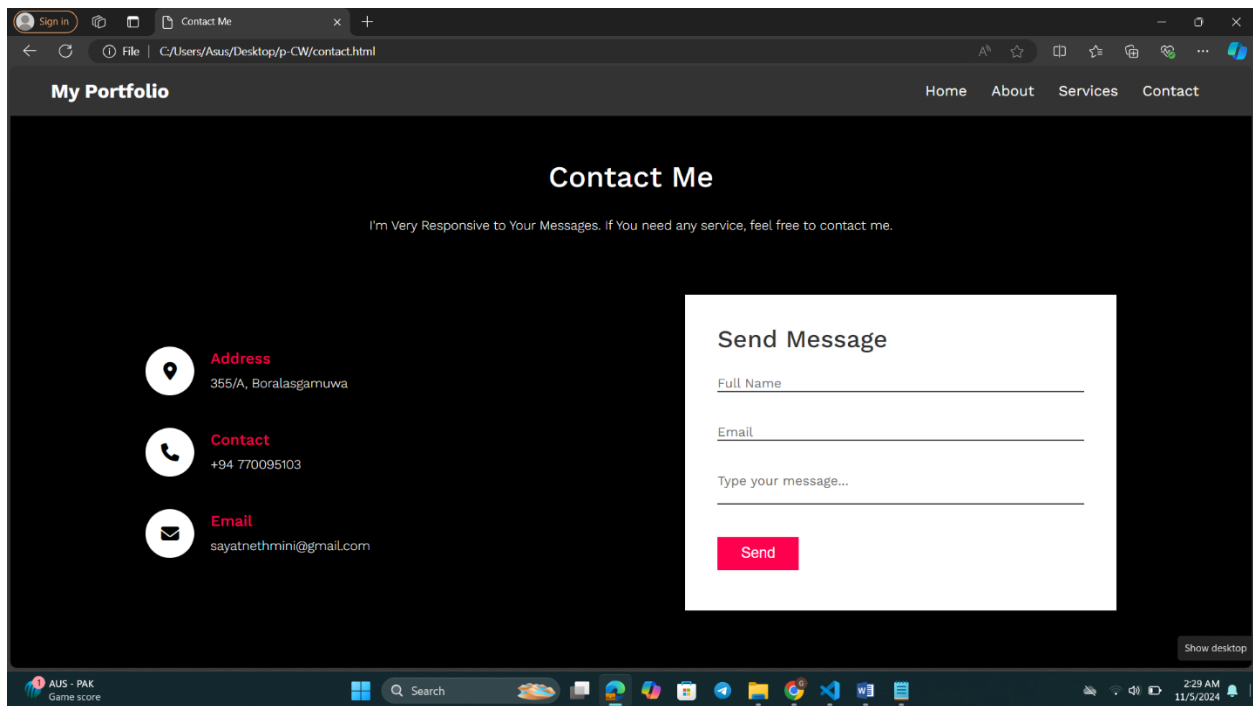 Sign in
Contact Me
File
C:/Users/Asus/Desktop/p-CW/contact.html
My Portfolio
Home About Services Contact
Contact Me
I'm Very Responsive to Your Messages. If You need any service, feel free to contact me.
Address
355/A, Boralasgamuwa
Contact
+94 770095103
Email
sayatnethmini@gmail.com
Send Message
Full Name
Email
Type your message...
Send
Show desktop
1
AUS - PAK
Game score
Search
2:29 AM
11/5/2024